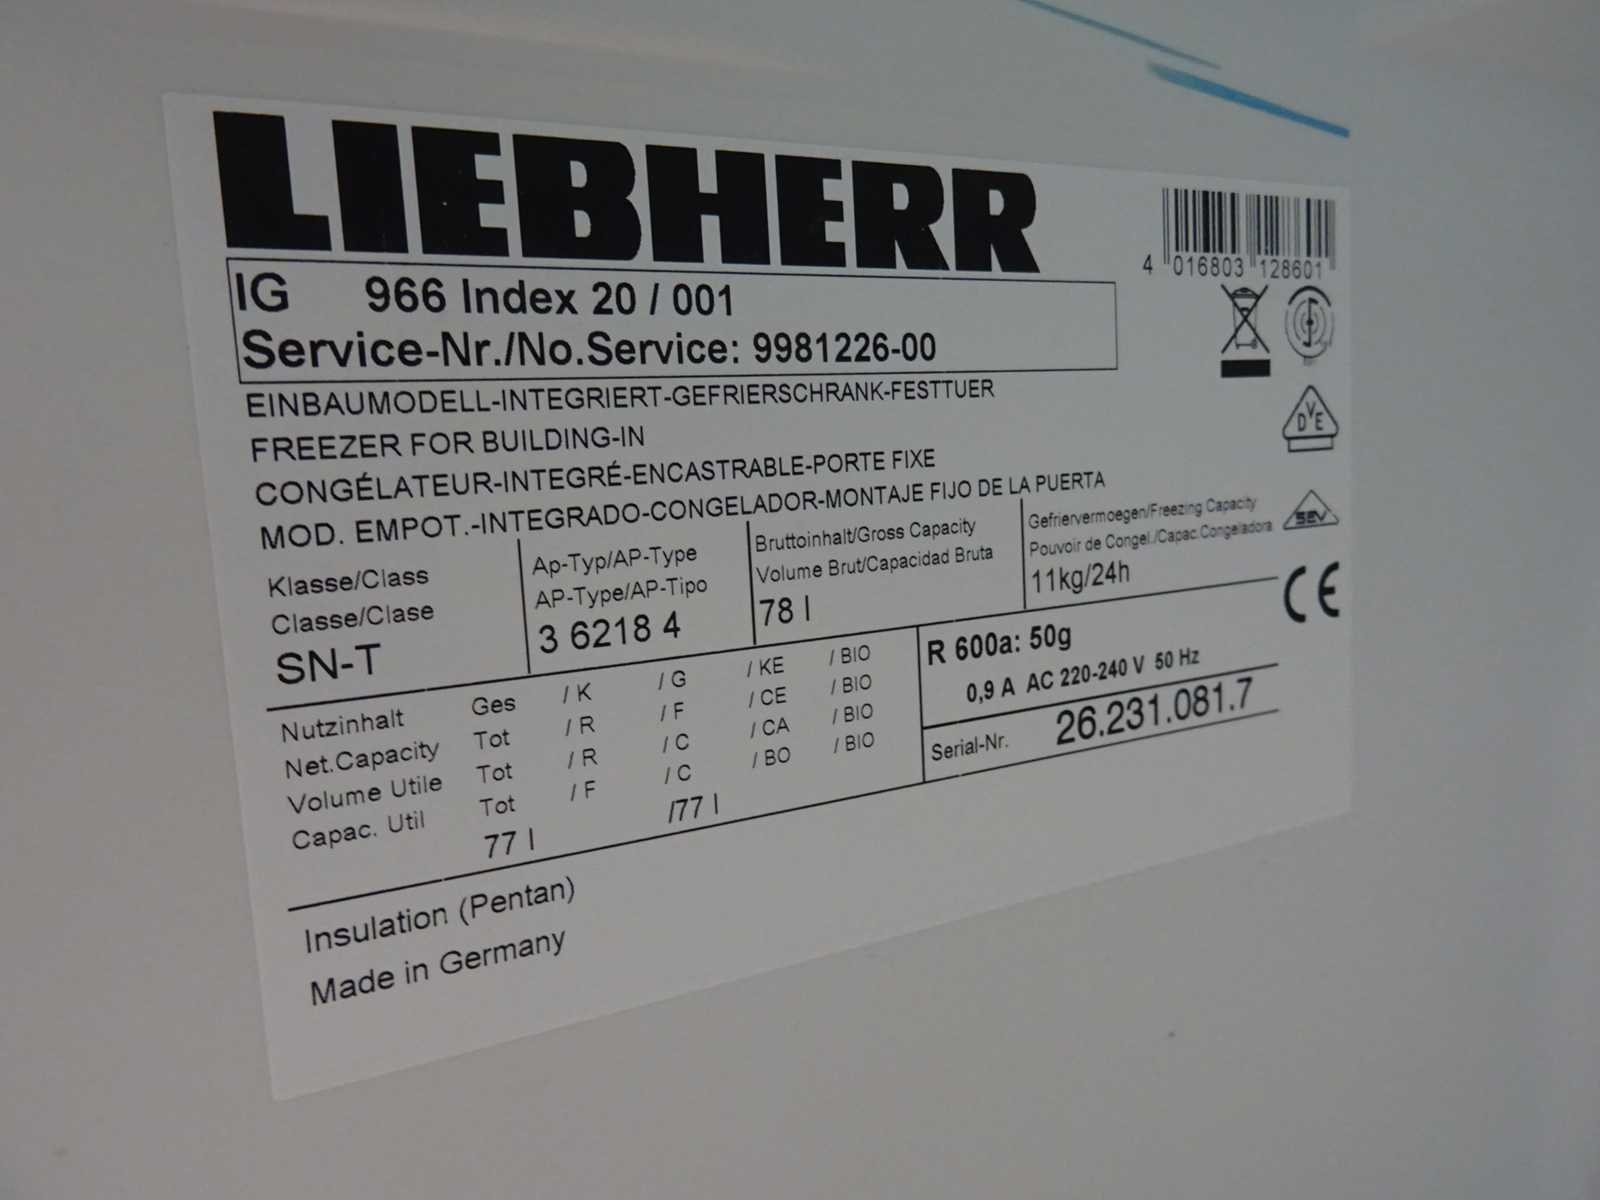 LIEBHERR
4 016803 128601
IG 966 Index 20 / 001
Service-Nr./No.Service: 9981226-00
EINBAUMODELL-INTEGRIERT-GEFRIERSCHRANK-FESTTUER
FREEZER FOR BUILDING-IN
CONGÉLATEUR-INTEGRÉ-ENCASTRABLE-PORTE FIXE
MOD. EMPOT.-INTEGRADO-CONGELADOR-MONTAJE FIJO DE LA PUERTA
DVE
SEV
CE
Klasse/Class
Classe/Clase
SN-T
Ap-Typ/AP-Type
AP-Type/AP-Tipo
3 6218 4
Bruttoinhalt/Gross Capacity
Volume Brut/Capacidad Bruta
78 l
Gefriervermoegen/Freezing Capacity
Pouvoir de Congel./Capac.Congeladora
11kg/24h
Nutzinhalt Ges / K / G / KE / BIO
Net.Capacity Tot / R / F / CE / BIO
Volume Utile Tot / R / C / CA / BIO
Capac. Util Tot / F / C / BO / BIO
77 l /77 l
R 600a: 50g
0,9 A AC 220-240 V 50 Hz
Serial-Nr. 26.231.081.7
Insulation (Pentan)
Made in Germany